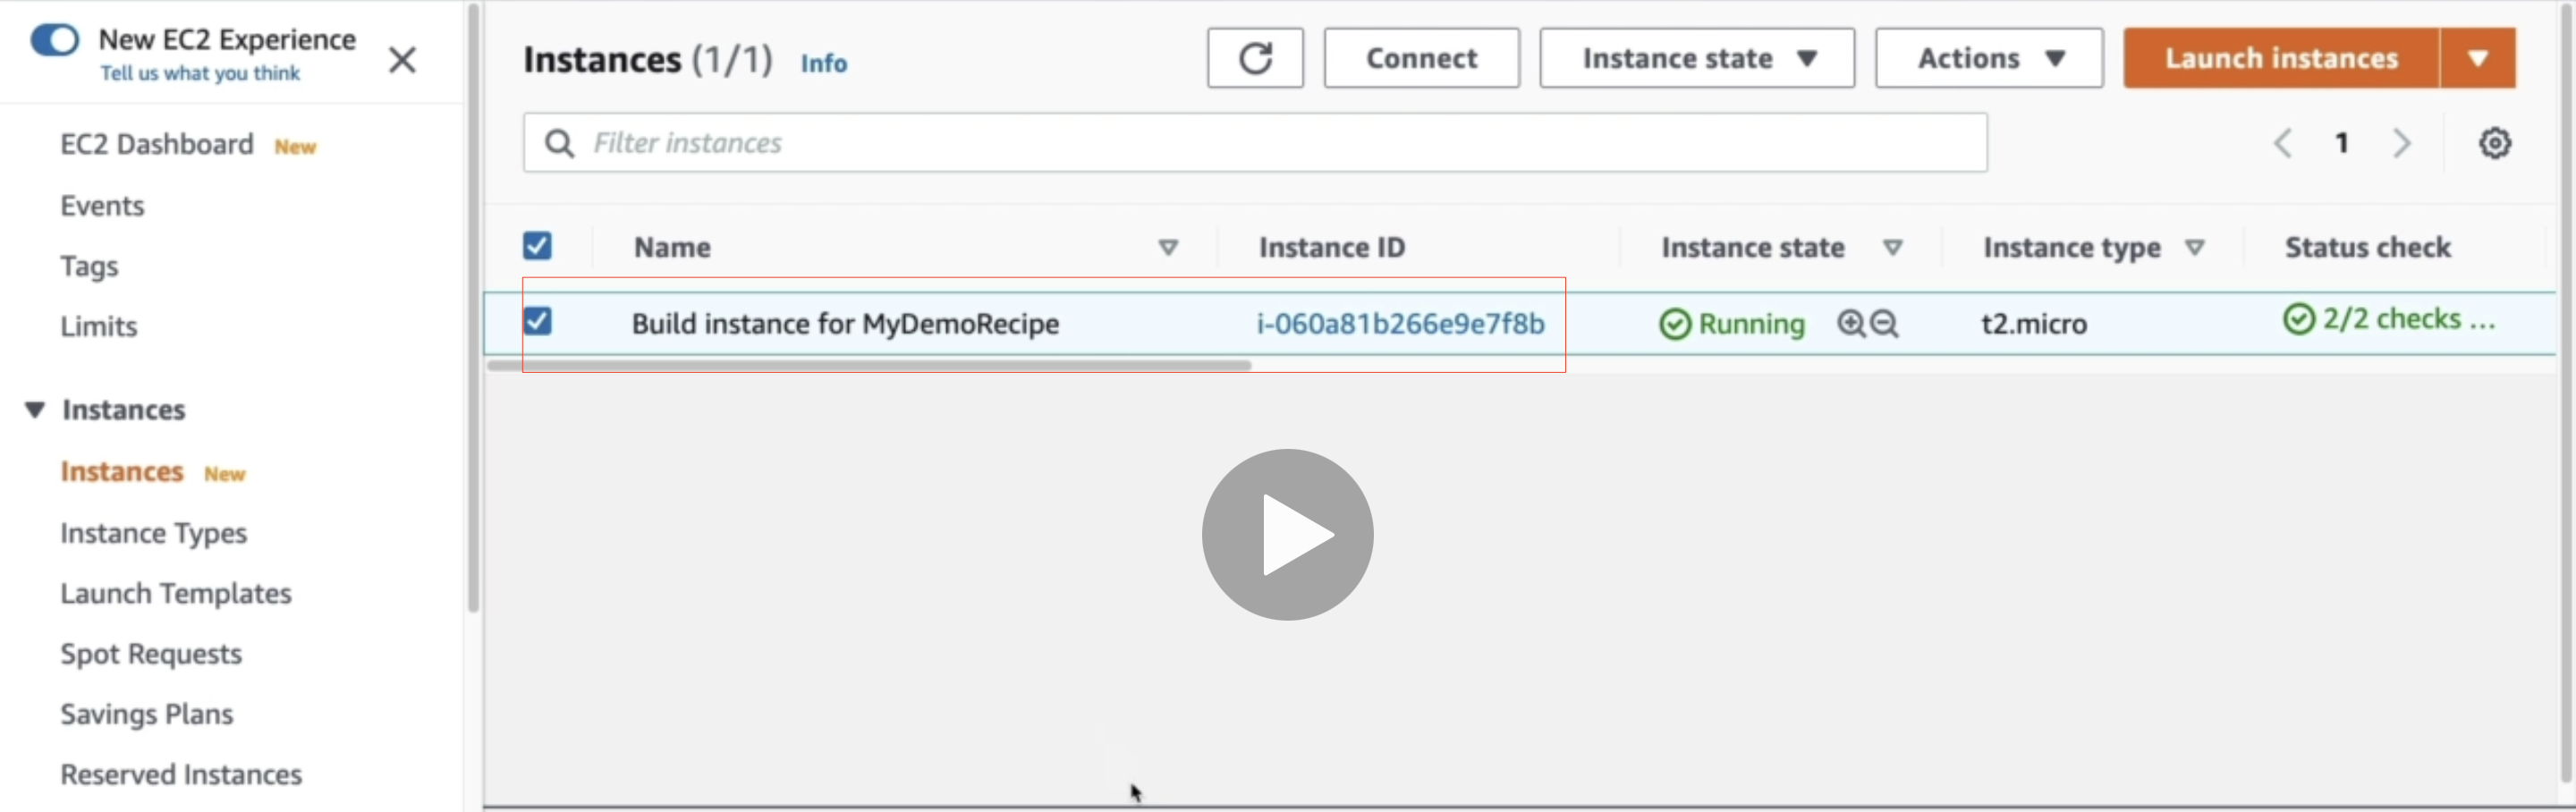 New EC2 Experience
Tell us what you think
EC2 Dashboard New
Events
Tags
Limits
Instances
Instances New
Instance Types
Launch Templates
Spot Requests
Savings Plans
Reserved Instances
Instances (1/1) Info
Connect
Instance state
Actions
Launch instances
Filter instances
1
Name Instance ID Instance state Instance type Status check
Build instance for MyDemoRecipe i-060a81b266e9e7f8b Running t2.micro 2/2 checks ...